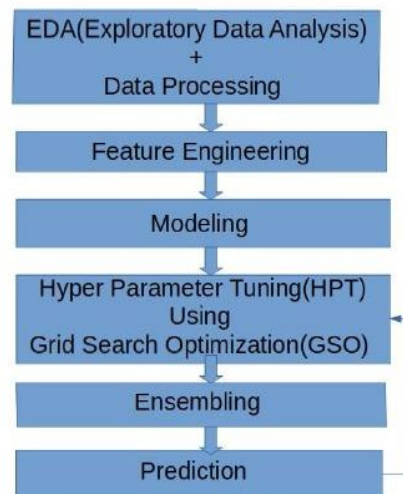 EDA(Exploratory Data Analysis)
+
Data Processing
Feature Engineering
Modeling
Hyper Parameter Tuning(HPT)
Using
Grid Search Optimization(GSO)
Ensembling
Prediction